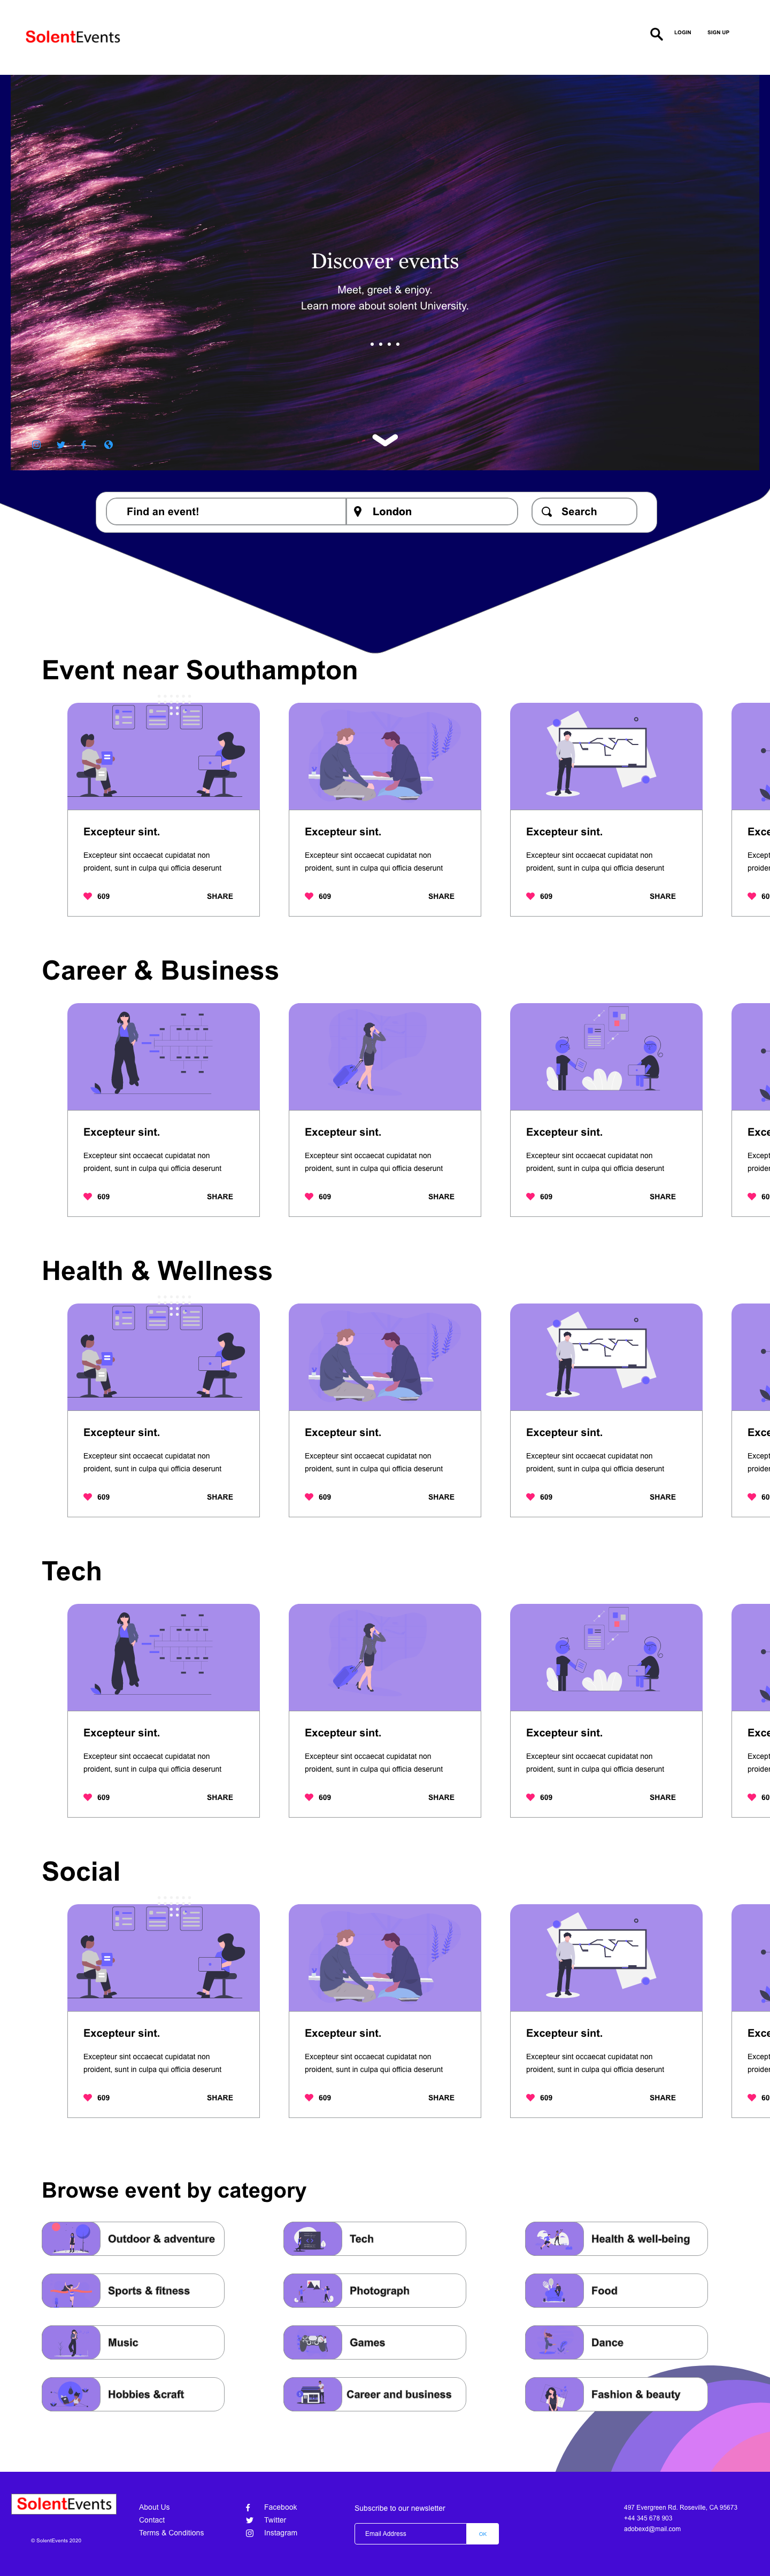 SolentEvents
LOGIN SIGN UP
Discover events
Meet, greet & enjoy.
Learn more about solent University.
Find an event! London Search
Event near Southampton
Excepteur sint. Excepteur sint. Excepteur sint. Exce
Excepteur sint occaecat cupidatat non Excepteur sint occaecat cupidatat non Excepteur sint occaecat cupidatat non Except
proident, sunt in culpa qui officia deserunt proident, sunt in culpa qui officia deserunt proident, sunt in culpa qui officia deserunt proider
609 SHARE 609 SHARE 609 SHARE 60
Career & Business
Excepteur sint. Excepteur sint. Excepteur sint. Exce
Excepteur sint occaecat cupidatat non Excepteur sint occaecat cupidatat non Excepteur sint occaecat cupidatat non Except
proident, sunt in culpa qui officia deserunt proident, sunt in culpa qui officia deserunt proident, sunt in culpa qui officia deserunt proider
609 SHARE 609 SHARE 609 SHARE 60
Health & Wellness
Excepteur sint. Excepteur sint. Excepteur sint. Exce
Excepteur sint occaecat cupidatat non Excepteur sint occaecat cupidatat non Excepteur sint occaecat cupidatat non Except
proident, sunt in culpa qui officia deserunt proident, sunt in culpa qui officia deserunt proident, sunt in culpa qui officia deserunt proider
609 SHARE 609 SHARE 609 SHARE 60
Tech
Excepteur sint. Excepteur sint. Excepteur sint. Exce
Excepteur sint occaecat cupidatat non Excepteur sint occaecat cupidatat non Excepteur sint occaecat cupidatat non Except
proident, sunt in culpa qui officia deserunt proident, sunt in culpa qui officia deserunt proident, sunt in culpa qui officia deserunt proider
609 SHARE 609 SHARE 609 SHARE 60
Social
Excepteur sint. Excepteur sint. Excepteur sint. Exce
Excepteur sint occaecat cupidatat non Excepteur sint occaecat cupidatat non Excepteur sint occaecat cupidatat non Except
proident, sunt in culpa qui officia deserunt proident, sunt in culpa qui officia deserunt proident, sunt in culpa qui officia deserunt proider
609 SHARE 609 SHARE 609 SHARE 60
Browse event by category
Outdoor & adventure Tech Health & well-being
Sports & fitness Photograph Food
Music Games Dance
Hobbies &craft Career and business Fashion & beauty
SolentEvents
© SolentEvents 2020
About Us
Contact
Terms & Conditions
Facebook
Twitter
Instagram
Subscribe to our newsletter
Email Address OK
497 Evergreen Rd. Roseville, CA 95673
+44 345 678 903
adobexd@mail.com